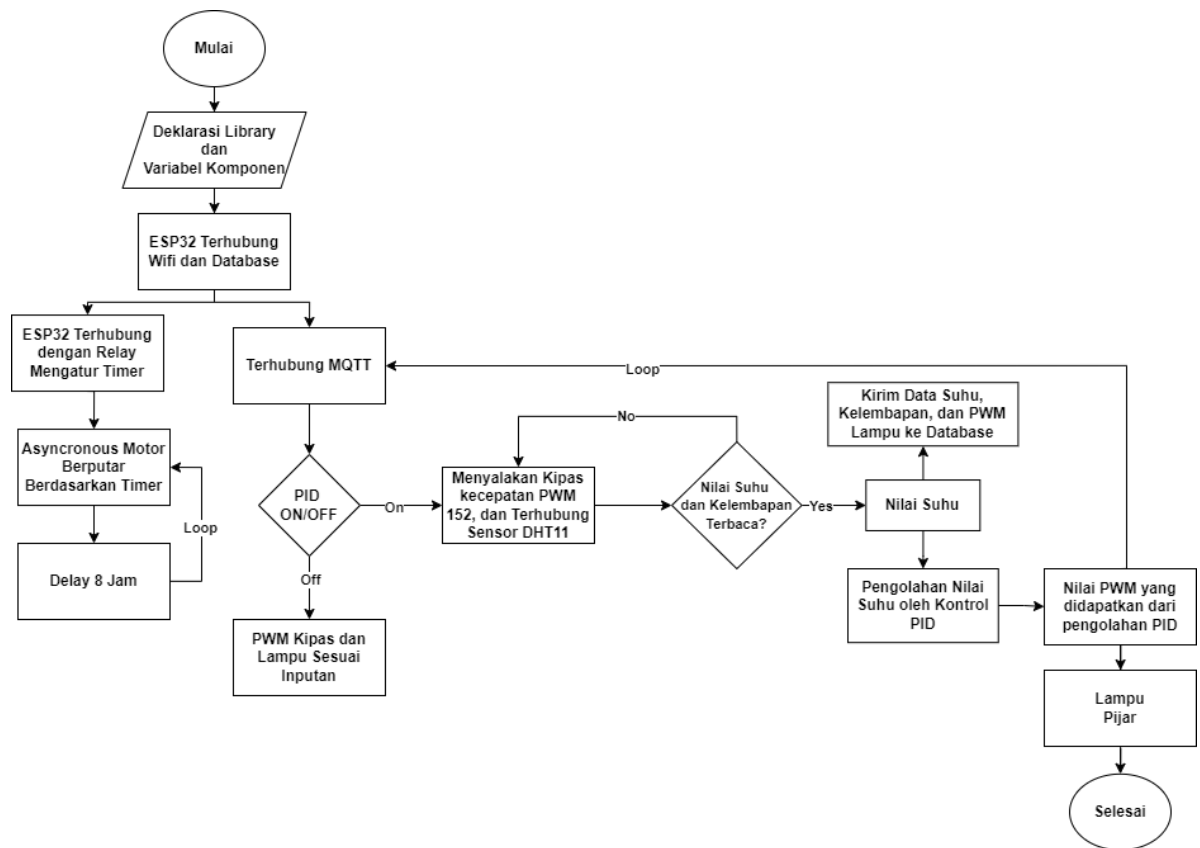 Mulai
Deklarasi Library
dan
Variabel Komponen
ESP32 Terhubung
Wifi dan Database
ESP32 Terhubung
dengan Relay
Mengatur Timer
Asyncronous Motor
Berputar
Berdasarkan Timer
Loop
Delay 8 Jam
Terhubung MQTT
Loop
PID
ON/OFF
On
Off
PWM Kipas dan
Lampu Sesuai
Inputan
Menyalakan Kipas
kecepatan PWM
152, dan Terhubung
Sensor DHT11
No
Nilai Suhu
dan Kelembapan
Terbaca?
Yes
Nilai Suhu
Kirim Data Suhu,
Kelembapan, dan PWM
Lampu ke Database
Pengolahan Nilai
Suhu oleh Kontrol
PID
Nilai PWM yang
didapatkan dari
pengolahan PID
Lampu
Pijar
Selesai